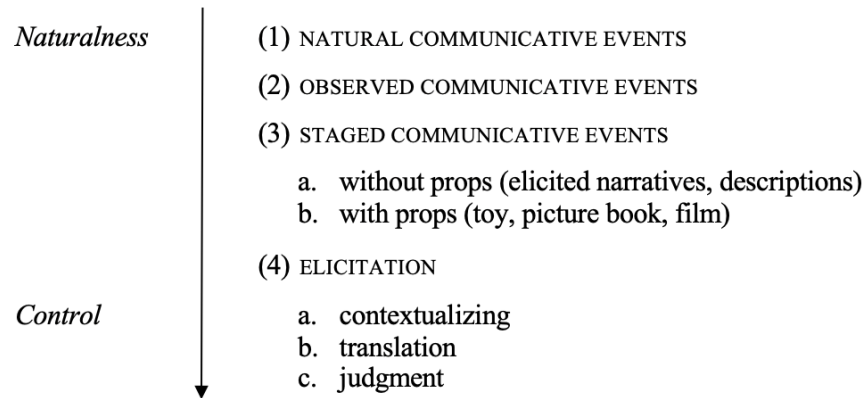 Naturalness
(1) NATURAL COMMUNICATIVE EVENTS
(2) OBSERVED COMMUNICATIVE EVENTS
(3) STAGED COMMUNICATIVE EVENTS
a. without props (elicited narratives, descriptions)
b. with props (toy, picture book, film)
(4) ELICITATION
Control
a. contextualizing
b. translation
c. judgment